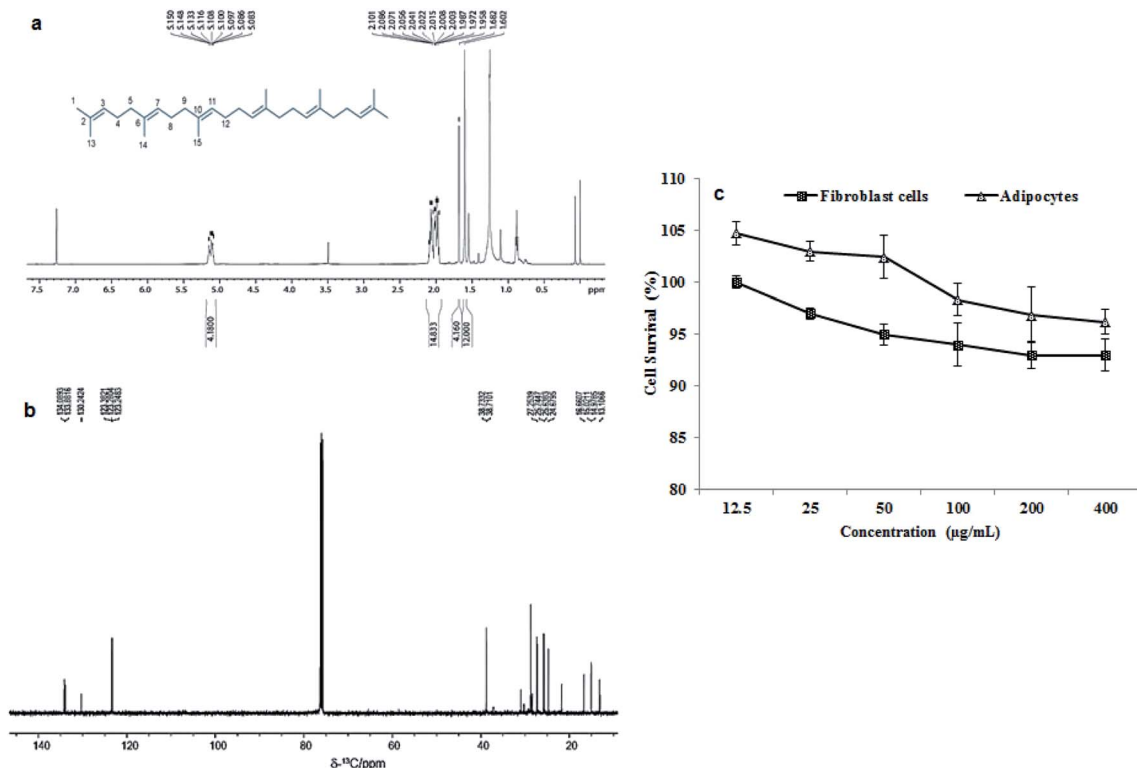 a
5.150 5.148 5.133 5.116 5.108 5.100 5.097 5.086 5.083
2.101 2.086 2.071 2.056 2.041 2.022 2.015 2.008 2.003 1.987 1.972 1.958 1.682 1.602
1 3 5 7 9 10 11
2 4 6 8 12
13 14 15
7.5 7.0 6.5 6.0 5.5 5.0 4.5 4.0 3.5 3.0 2.5 2.0 1.5 1.0 0.5 ppm
4.1800 14.833 4.160 12.000
b
130.2424
38.7332 38.7101
140 120 100 80 60 40 20
δ-¹³C/ppm
c
Fibroblast cells Adipocytes
110
105
100
95
90
85
80
Cell Survival (%)
12.5 25 50 100 200 400
Concentration (µg/mL)